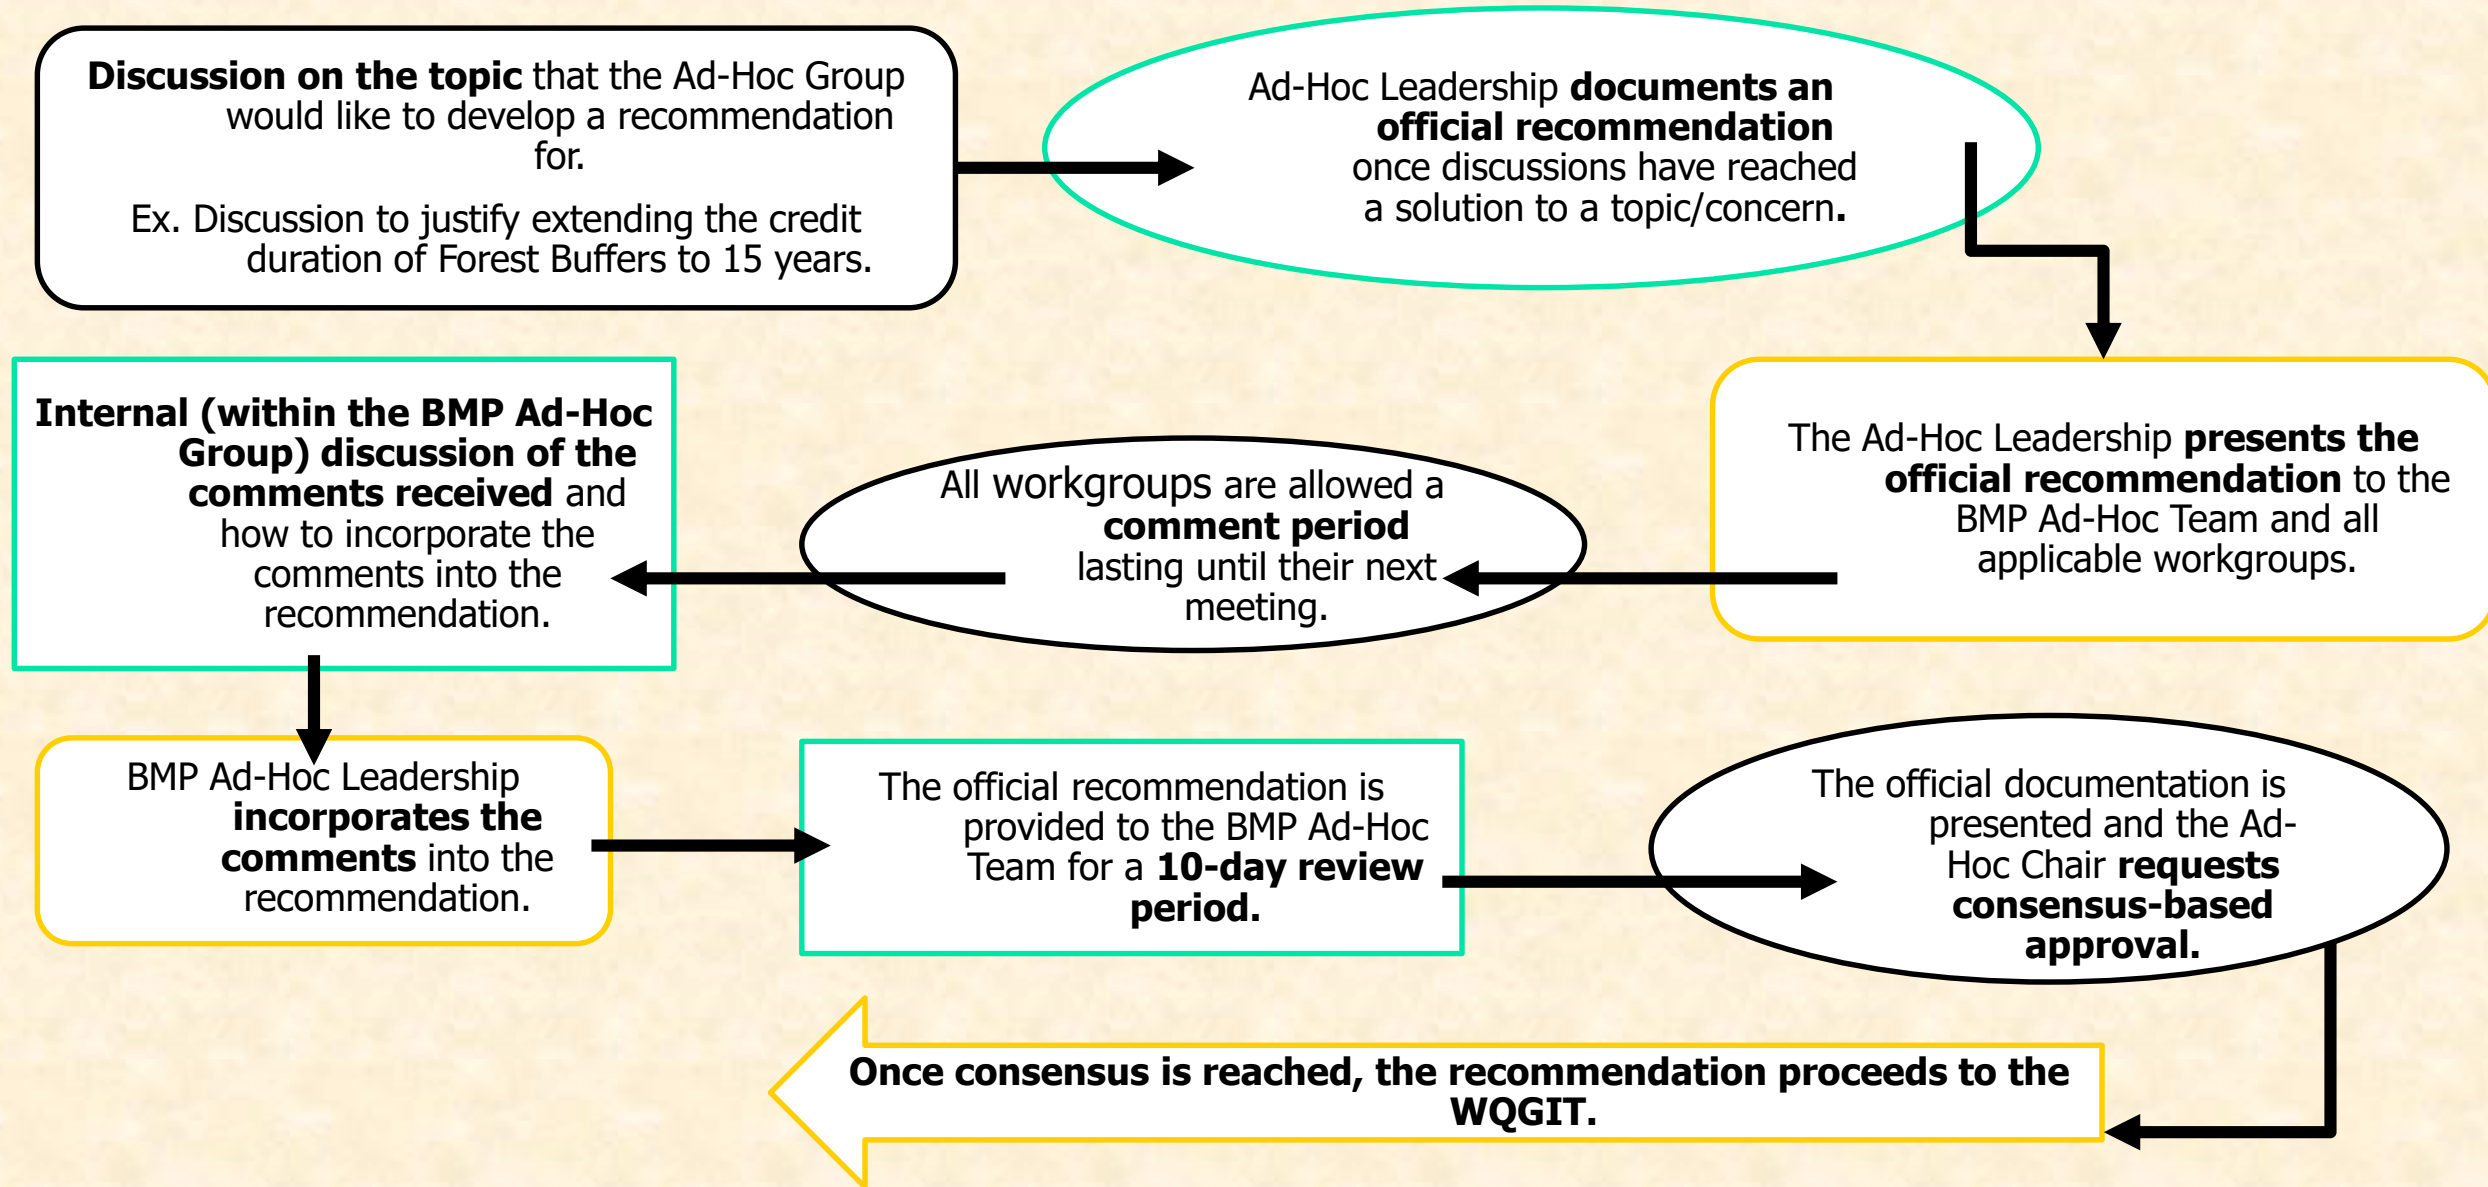 Discussion on the topic that the Ad-Hoc Group
would like to develop a recommendation
for.
Ex. Discussion to justify extending the credit
duration of Forest Buffers to 15 years.
Ad-Hoc Leadership documents an
official recommendation
once discussions have reached
a solution to a topic/concern.
The Ad-Hoc Leadership presents the
official recommendation to the
BMP Ad-Hoc Team and all
applicable workgroups.
All workgroups are allowed a
comment period
lasting until their next
meeting.
Internal (within the BMP Ad-Hoc
Group) discussion of the
comments received and
how to incorporate the
comments into the
recommendation.
BMP Ad-Hoc Leadership
incorporates the
comments into the
recommendation.
The official recommendation is
provided to the BMP Ad-Hoc
Team for a 10-day review
period.
The official documentation is
presented and the Ad-
Hoc Chair requests
consensus-based
approval.
Once consensus is reached, the recommendation proceeds to the
WQGIT.